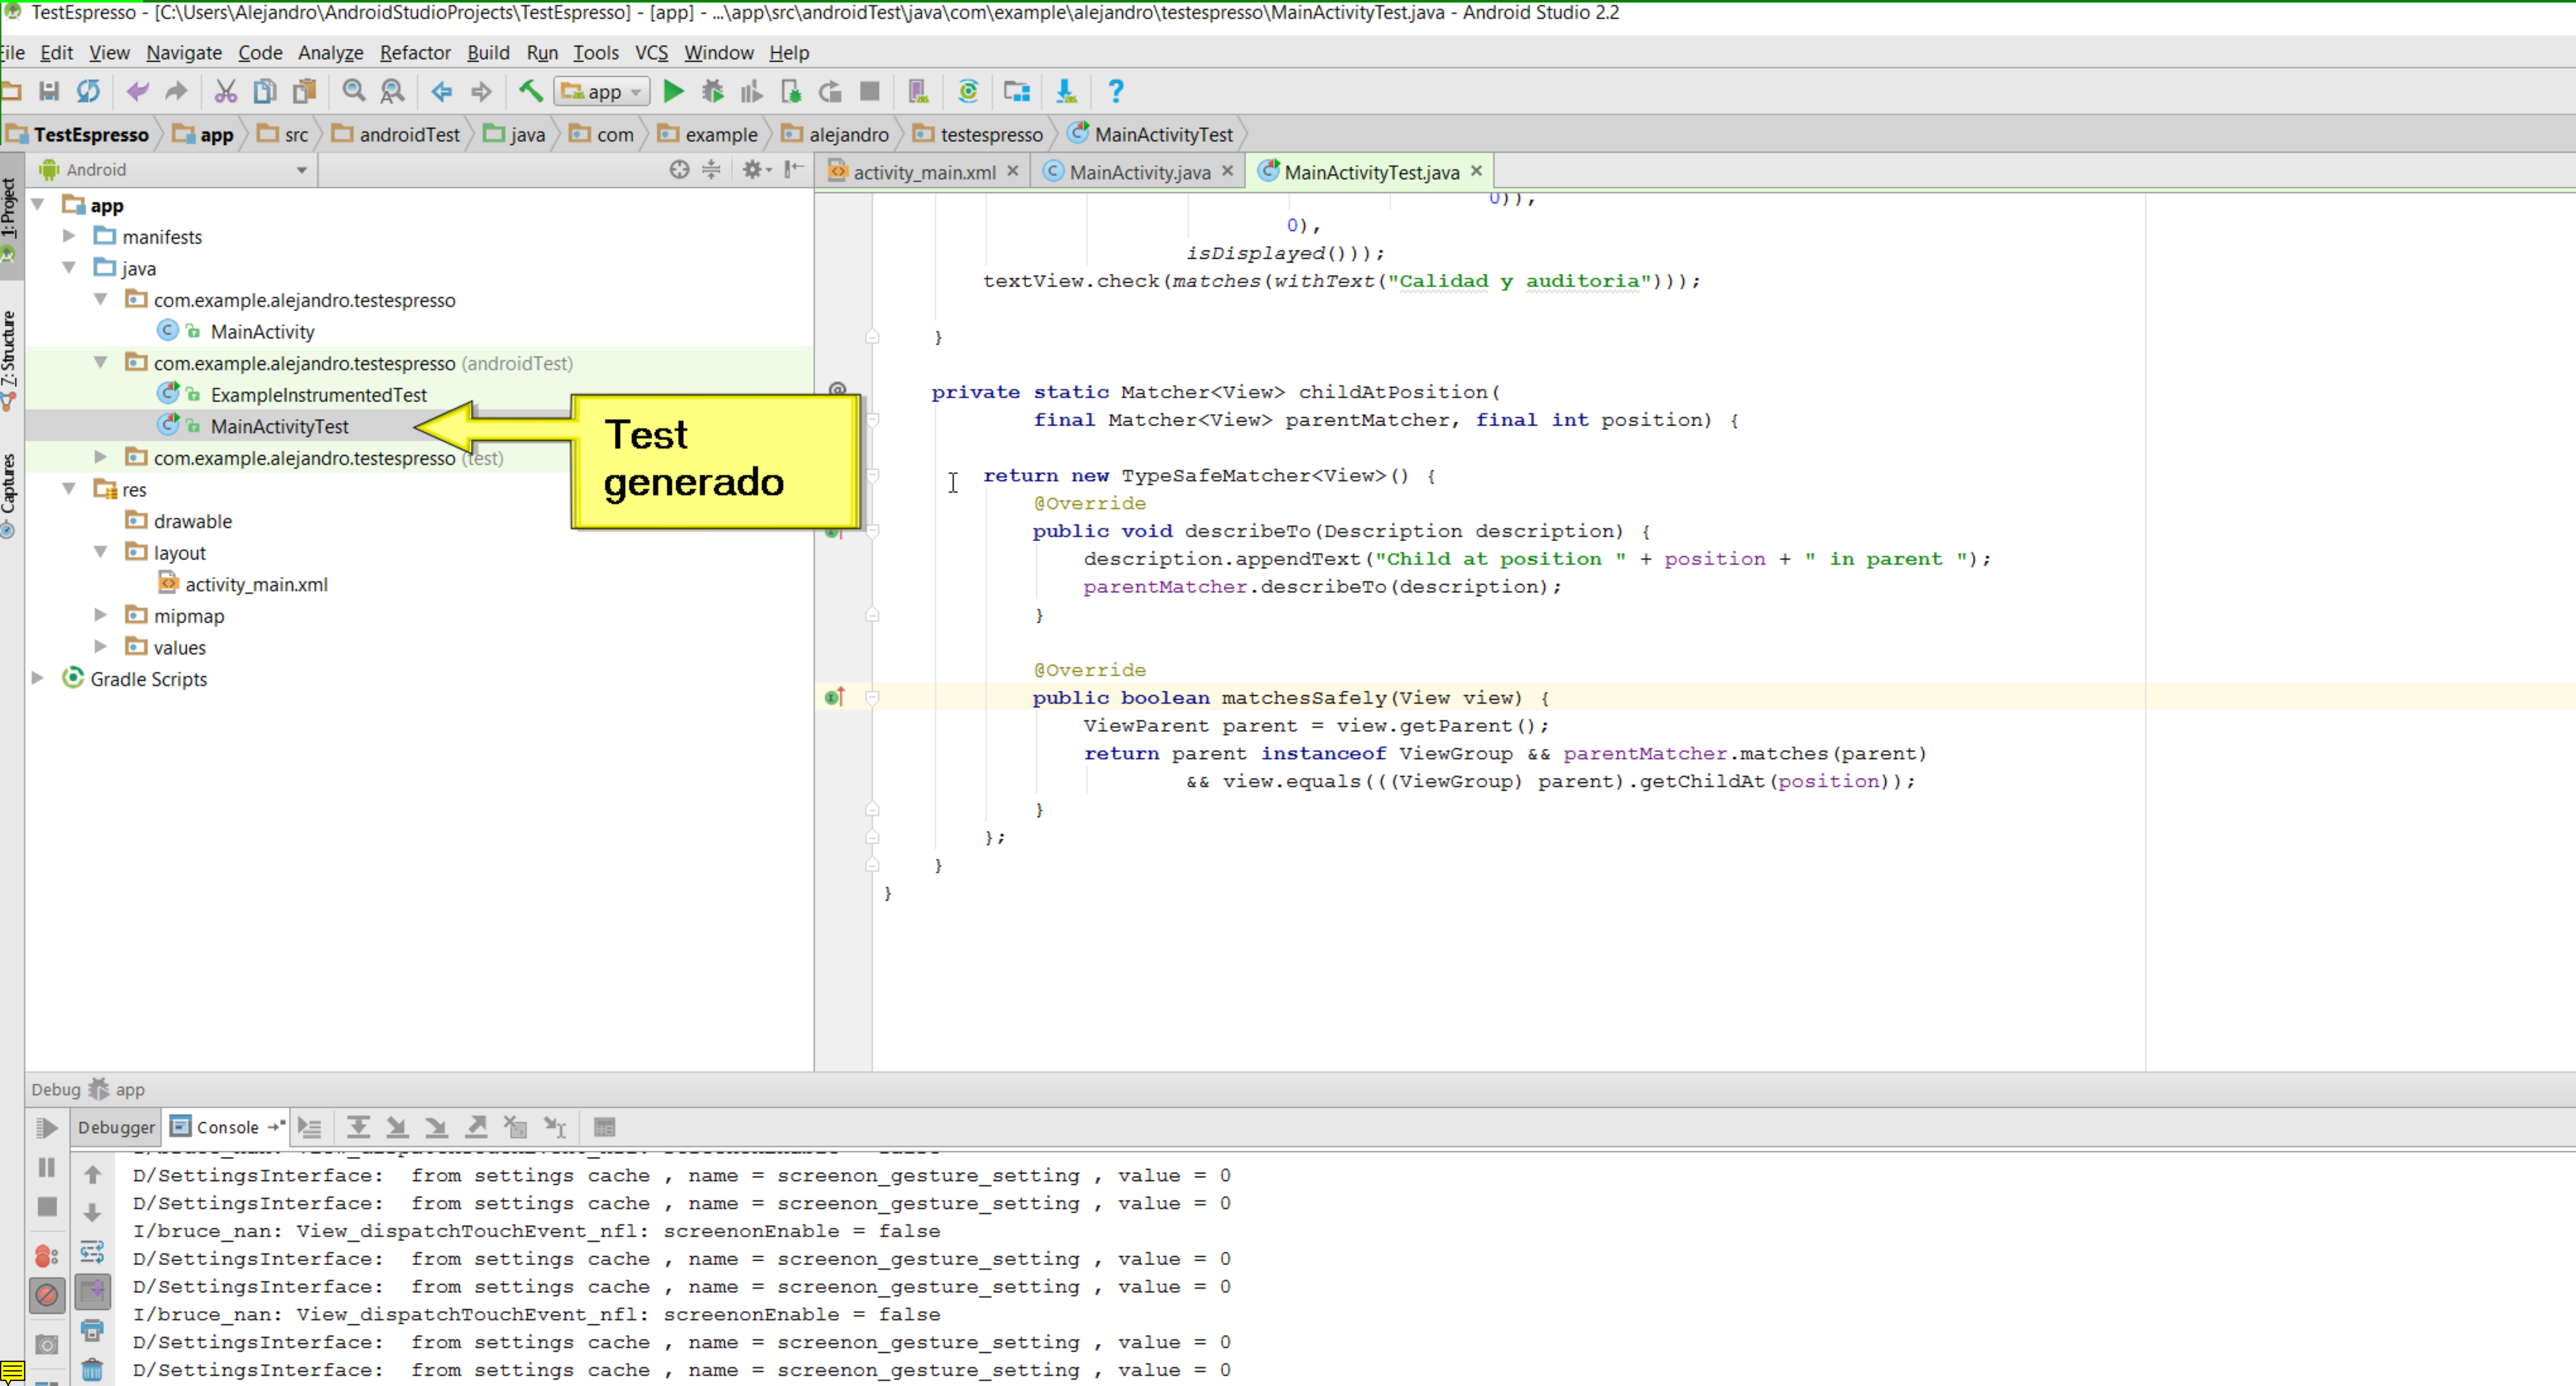 TestEspresso - [C:\Users\Alejandro\AndroidStudioProjects\TestEspresso] - [app] - ...\app\src\androidTest\java\com\example\alejandro\testespresso\MainActivityTest.java - Android Studio 2.2
File Edit View Navigate Code Analyze Refactor Build Run Tools VCS Window Help
app
TestEspresso app src androidTest java com example alejandro testespresso MainActivityTest
Android
activity_main.xml MainActivity.java MainActivityTest.java
1: Project
7: Structure
Captures
app
manifests
java
com.example.alejandro.testespresso
MainActivity
com.example.alejandro.testespresso (androidTest)
ExampleInstrumentedTest
MainActivityTest
com.example.alejandro.testespresso (test)
res
drawable
layout
activity_main.xml
mipmap
values
Gradle Scripts
Test
generado
0)),
0),
isDisplayed()));
textView.check(matches(withText("Calidad y auditoria")));
}
private static Matcher<View> childAtPosition(
final Matcher<View> parentMatcher, final int position) {
return new TypeSafeMatcher<View>() {
@Override
public void describeTo(Description description) {
description.appendText("Child at position " + position + " in parent ");
parentMatcher.describeTo(description);
}
@Override
public boolean matchesSafely(View view) {
ViewParent parent = view.getParent();
return parent instanceof ViewGroup && parentMatcher.matches(parent)
&& view.equals(((ViewGroup) parent).getChildAt(position));
}
};
}
}
Debug app
Debugger Console
D/SettingsInterface:  from settings cache , name = screenon_gesture_setting , value = 0
D/SettingsInterface:  from settings cache , name = screenon_gesture_setting , value = 0
I/bruce_nan: View_dispatchTouchEvent_nfl: screenonEnable = false
D/SettingsInterface:  from settings cache , name = screenon_gesture_setting , value = 0
D/SettingsInterface:  from settings cache , name = screenon_gesture_setting , value = 0
I/bruce_nan: View_dispatchTouchEvent_nfl: screenonEnable = false
D/SettingsInterface:  from settings cache , name = screenon_gesture_setting , value = 0
D/SettingsInterface:  from settings cache , name = screenon_gesture_setting , value = 0